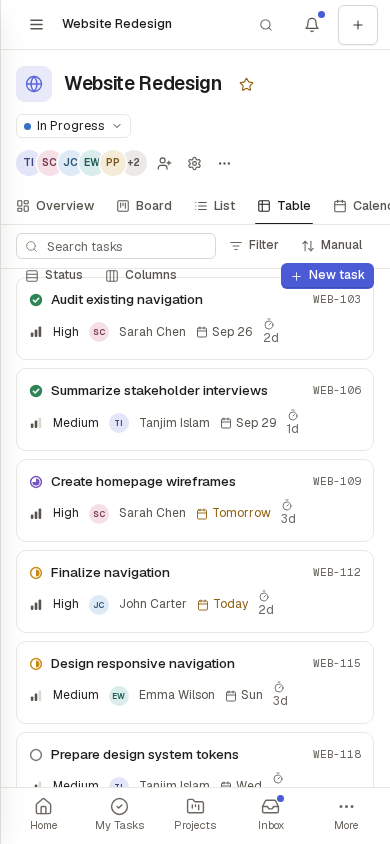 Website Redesign
Website Redesign
In Progress
TI SC JC EW PP +2
Overview Board List Table Calend
Search tasks Filter Manual
Status Columns New task
Audit existing navigation WEB-103
High SC Sarah Chen Sep 26 2d
Summarize stakeholder interviews WEB-106
Medium TI Tanjim Islam Sep 29 1d
Create homepage wireframes WEB-109
High SC Sarah Chen Tomorrow 3d
Finalize navigation WEB-112
High JC John Carter Today 2d
Design responsive navigation WEB-115
Medium EW Emma Wilson Sun 3d
Prepare design system tokens WEB-118
Medium TI Tanjim Islam Wed
Home My Tasks Projects Inbox More